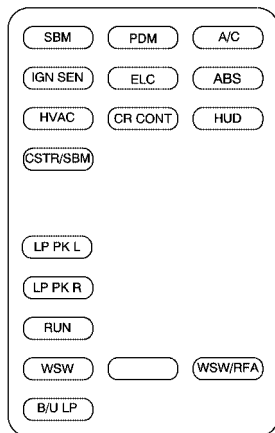 SBM PDM A/C
IGN SEN ELC ABS
HVAC CR CONT HUD
CSTR/SBM
LP PK L
LP PK R
RUN
WSW WSW/RFA
B/U LP